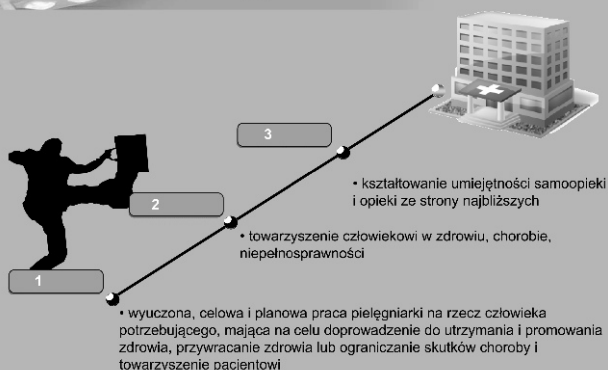 3
• kształtowanie umiejętności samoopieki
i opieki ze strony najbliższych
2
• towarzyszenie człowiekowi w zdrowiu, chorobie,
niepełnosprawności
1
• wyuczona, celowa i planowa praca pielęgniarki na rzecz człowieka
potrzebującego, mająca na celu doprowadzenie do utrzymania i promowania
zdrowia, przywracanie zdrowia lub ograniczanie skutków choroby i
towarzyszenie pacjentowi